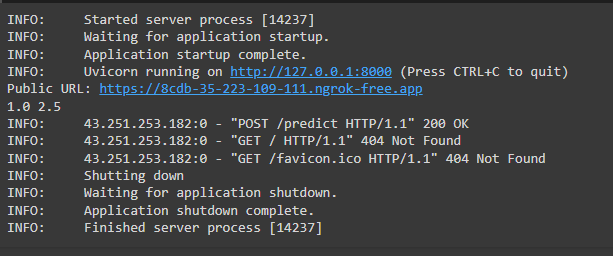 INFO:     Started server process [14237]
INFO:     Waiting for application startup.
INFO:     Application startup complete.
INFO:     Uvicorn running on http://127.0.0.1:8000 (Press CTRL+C to quit)
Public URL: https://8cdb-35-223-109-111.ngrok-free.app
1.0 2.5
INFO:     43.251.253.182:0 - "POST /predict HTTP/1.1" 200 OK
INFO:     43.251.253.182:0 - "GET / HTTP/1.1" 404 Not Found
INFO:     43.251.253.182:0 - "GET /favicon.ico HTTP/1.1" 404 Not Found
INFO:     Shutting down
INFO:     Waiting for application shutdown.
INFO:     Application shutdown complete.
INFO:     Finished server process [14237]